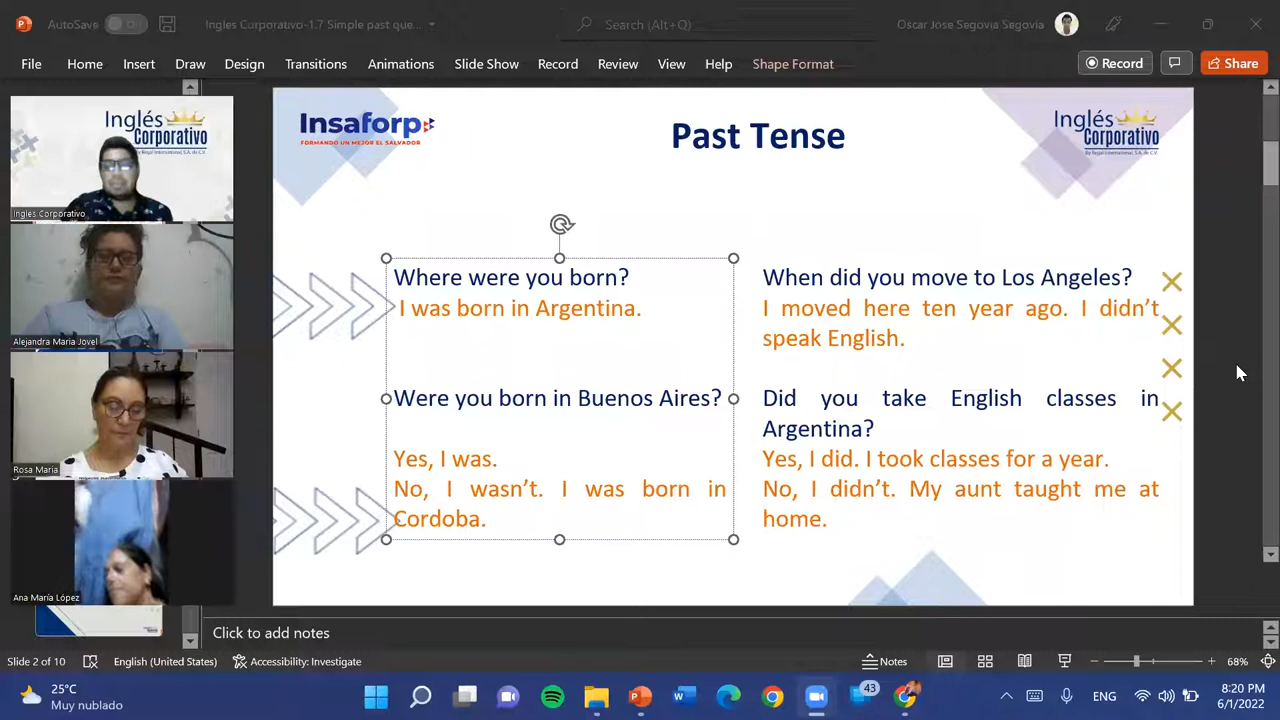 AutoSave
Ingles Corporativo-1.7 Simple past que...
Search (Alt+Q)
Oscar Jose Segovia Segovia
File
Home
Insert
Draw
Design
Transitions
Animations
Slide Show
Record
Review
View
Help
Shape Format
Record
Share
Inglés
Corporativo
Ingles Corporativo
Alejandra Maria Jovel
Rosa Maria
Ana María López
Insaforp
FORMANDO UN MEJOR EL SALVADOR
Past Tense
Inglés
Corporativo
By Regal International, S.A. de C.V.
Where were you born?
I was born in Argentina.
Were you born in Buenos Aires?
Yes, I was.
No, I wasn't. I was born in
Cordoba.
When did you move to Los Angeles?
I moved here ten year ago. I didn't
speak English.
Did you take English classes in
Argentina?
Yes, I did. I took classes for a year.
No, I didn't. My aunt taught me at
home.
Click to add notes
Slide 2 of 10
English (United States)
Accessibility: Investigate
Notes
68%
25°C
Muy nublado
43
ENG
8:20 PM
6/1/2022